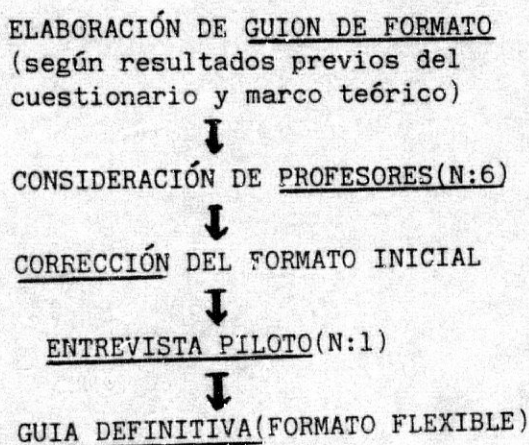 ELABORACIÓN DE GUION DE FORMATO
(según resultados previos del
cuestionario y marco teórico)
CONSIDERACIÓN DE PROFESORES(N:6)
CORRECCIÓN DEL FORMATO INICIAL
ENTREVISTA PILOTO(N:1)
GUIA DEFINITIVA(FORMATO FLEXIBLE)